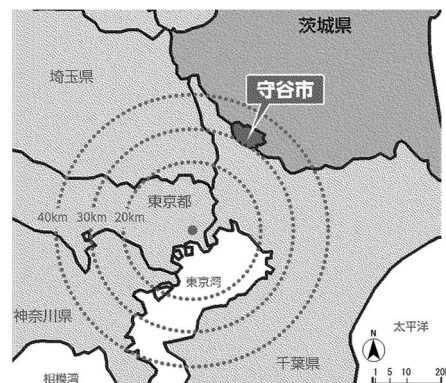 茨城県
埼玉県
守谷市
東京都
40km 30km 20km
東京湾
神奈川県
太平洋
N
千葉県
相模湾
1 5 10 20